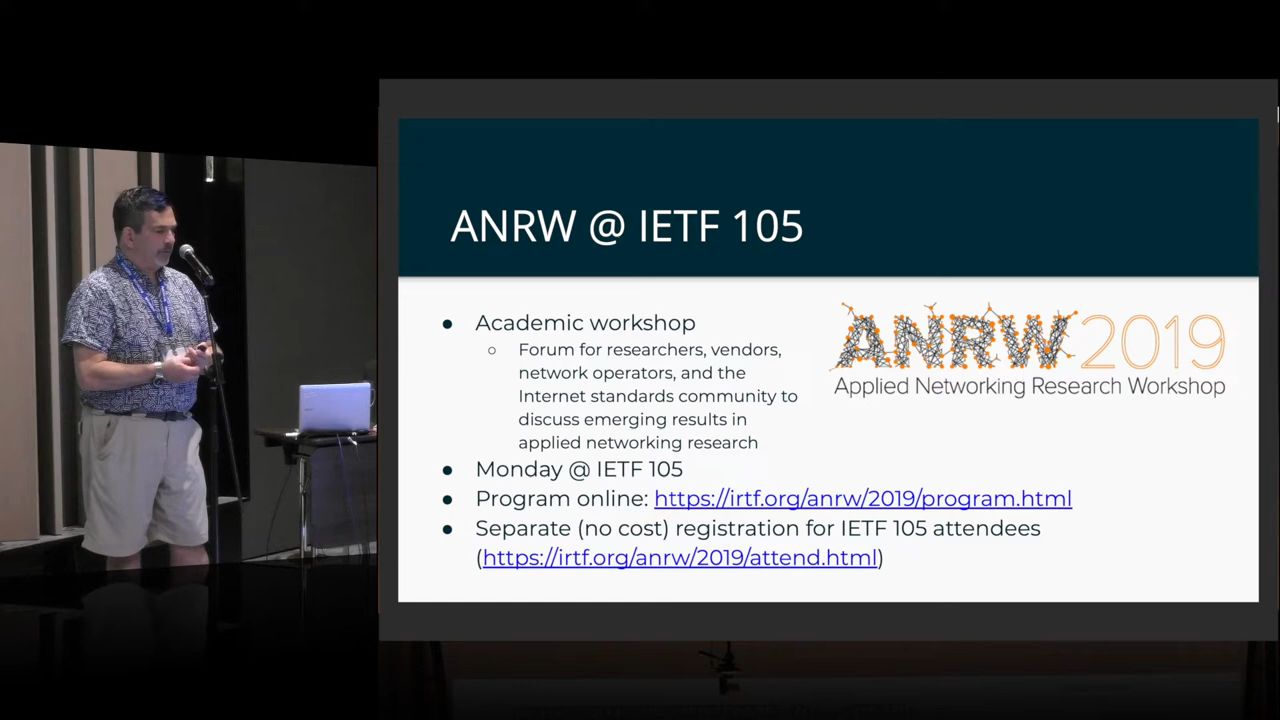 ANRW @ IETF 105
● Academic workshop
○ Forum for researchers, vendors,
network operators, and the
Internet standards community to
discuss emerging results in
applied networking research
● Monday @ IETF 105
● Program online: https://irtf.org/anrw/2019/program.html
● Separate (no cost) registration for IETF 105 attendees
(https://irtf.org/anrw/2019/attend.html)
ANRW 2019
Applied Networking Research Workshop